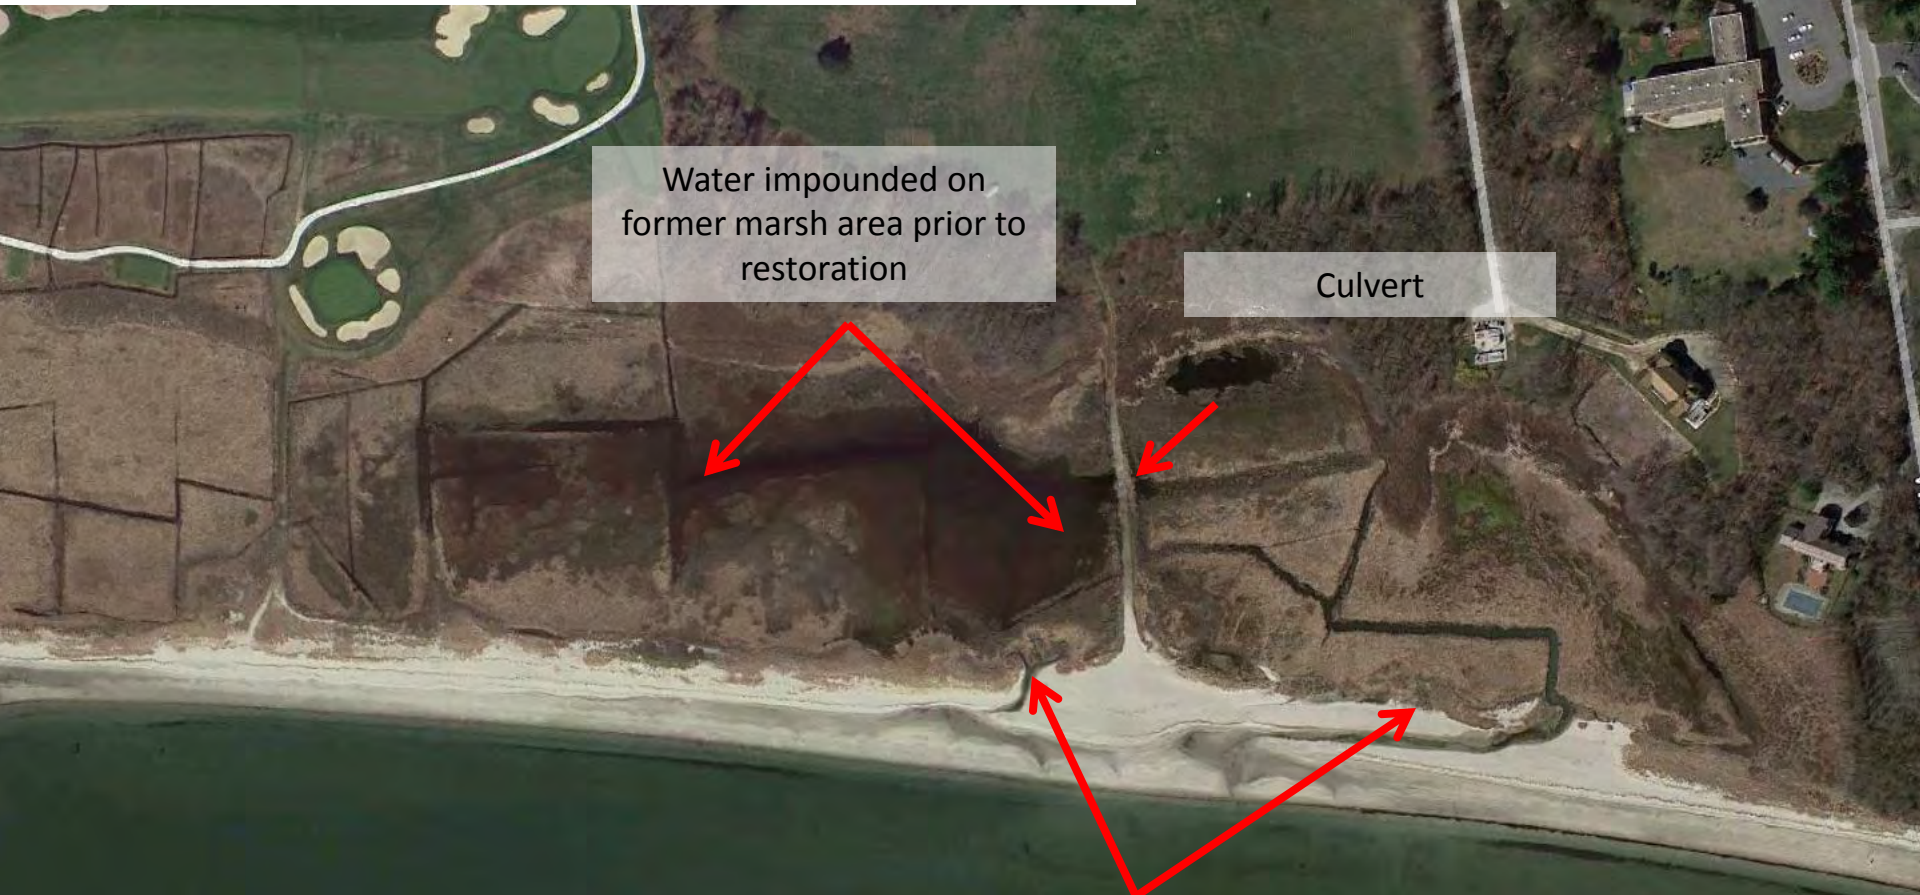 Water impounded on
former marsh area prior to
restoration
Culvert